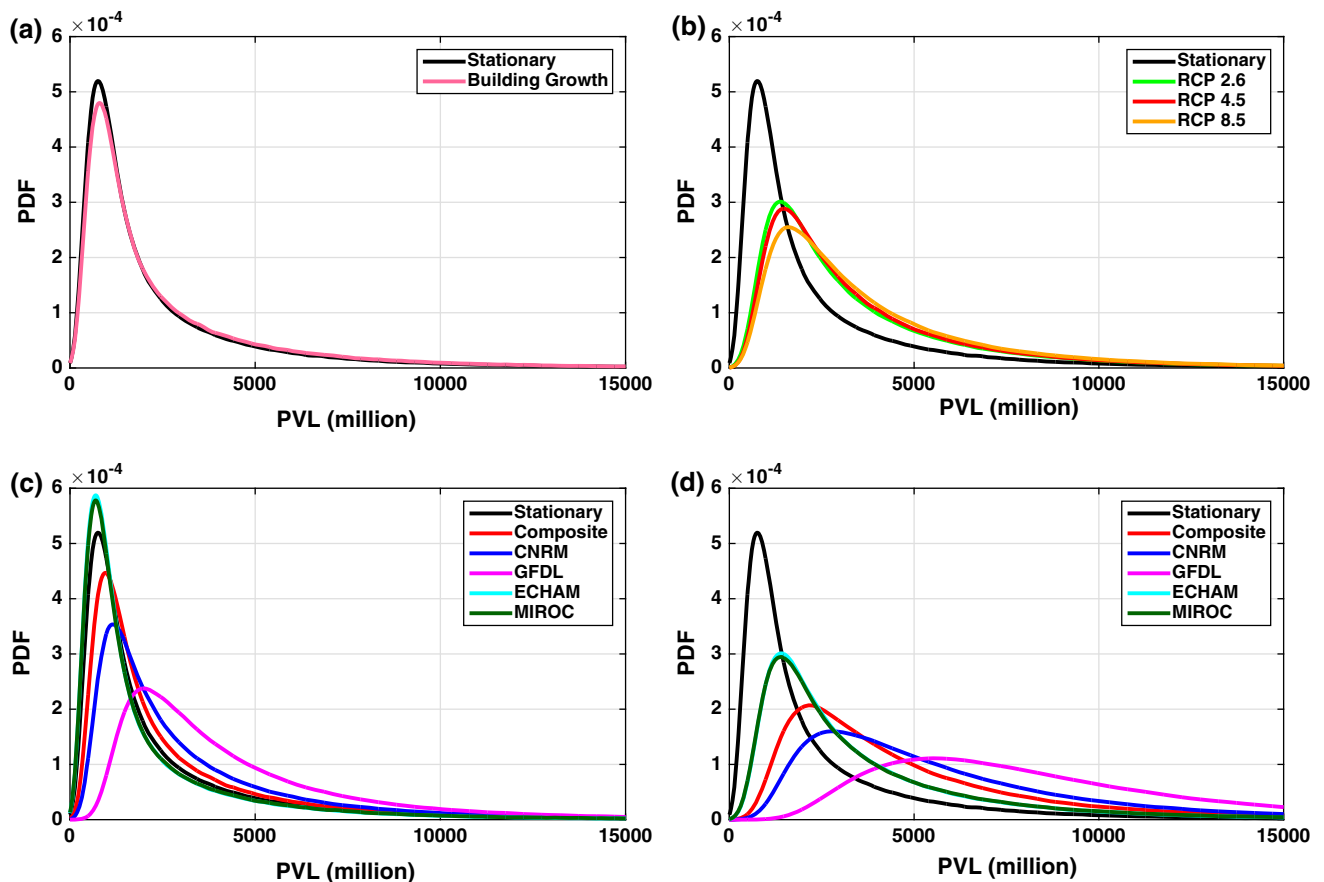 (a)
×10⁻⁴
6
5
4
3
2
1
0
PDF
Stationary
Building Growth
0 5000 10000 15000
PVL (million)
(b)
×10⁻⁴
6
5
4
3
2
1
0
PDF
Stationary
RCP 2.6
RCP 4.5
RCP 8.5
0 5000 10000 15000
PVL (million)
(c)
×10⁻⁴
6
5
4
3
2
1
0
PDF
Stationary
Composite
CNRM
GFDL
ECHAM
MIROC
0 5000 10000 15000
PVL (million)
(d)
×10⁻⁴
6
5
4
3
2
1
0
PDF
Stationary
Composite
CNRM
GFDL
ECHAM
MIROC
0 5000 10000 15000
PVL (million)